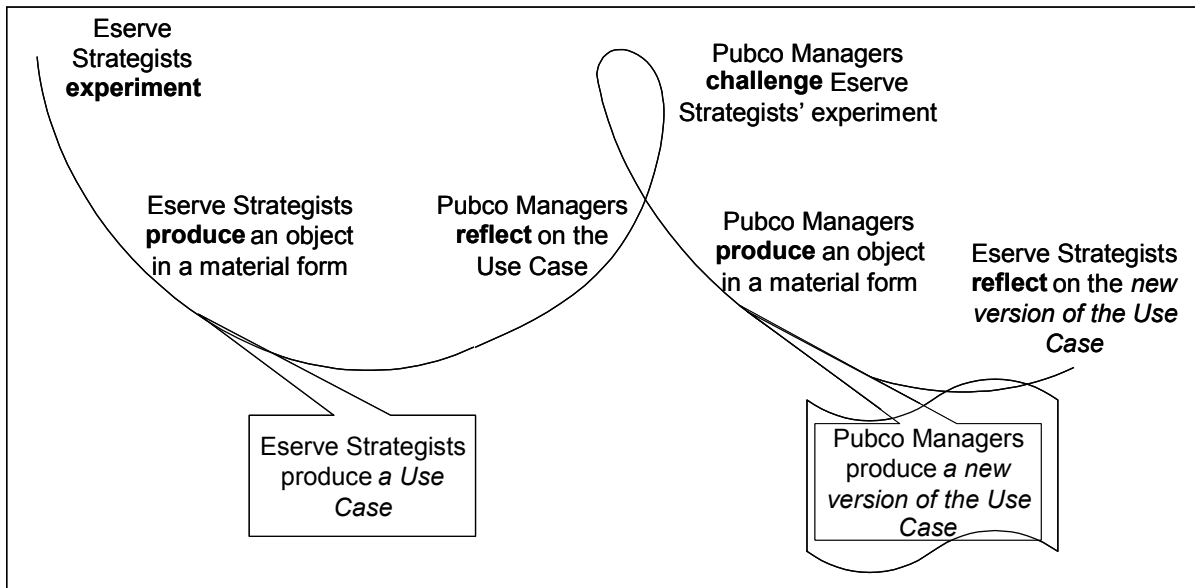 Eserve
Strategists
experiment
Eserve Strategists
produce an object
in a material form
Eserve Strategists
produce a Use
Case
Pubco Managers
reflect on the
Use Case
Pubco Managers
challenge Eserve
Strategists’ experiment
Pubco Managers
produce an object
in a material form
Pubco Managers
produce a new
version of the Use
Case
Eserve Strategists
reflect on the new
version of the Use
Case